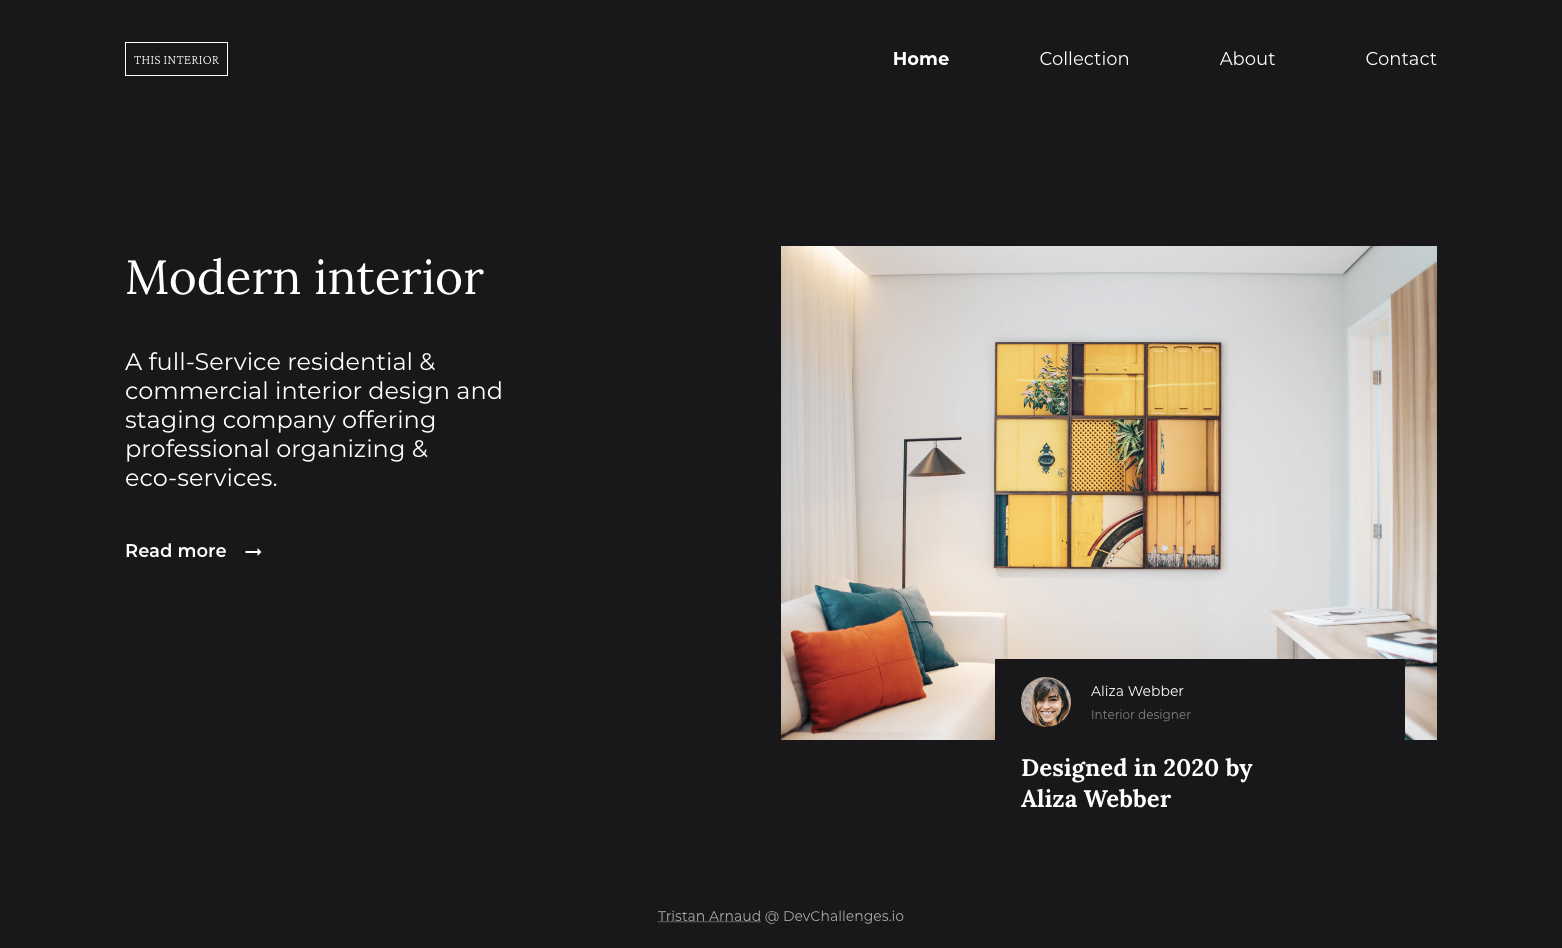 THIS INTERIOR
Home
Collection
About
Contact
Modern interior
A full-Service residential &
commercial interior design and
staging company offering
professional organizing &
eco-services.
Read more
Aliza Webber
Interior designer
Designed in 2020 by
Aliza Webber
Tristan Arnaud @ DevChallenges.io